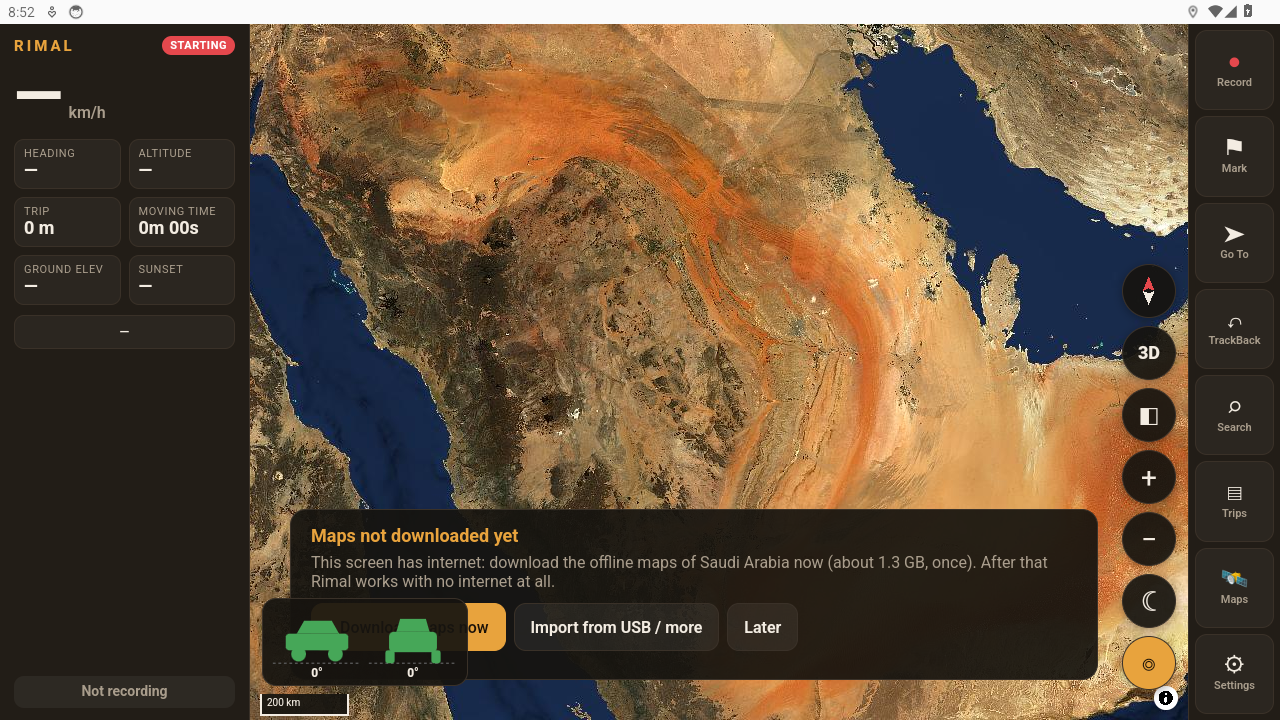 8:52
RIMAL
STARTING
— km/h
HEADING
—
ALTITUDE
—
TRIP
0 m
MOVING TIME
0m 00s
GROUND ELEV
—
SUNSET
—
—
Not recording
3D
+
−
Maps not downloaded yet
This screen has internet: download the offline maps of Saudi Arabia now (about 1.3 GB, once). After that
Rimal works with no internet at all.
Download maps now
Import from USB / more
Later
0°
0°
200 km
Record
Mark
Go To
TrackBack
Search
Trips
Maps
Settings